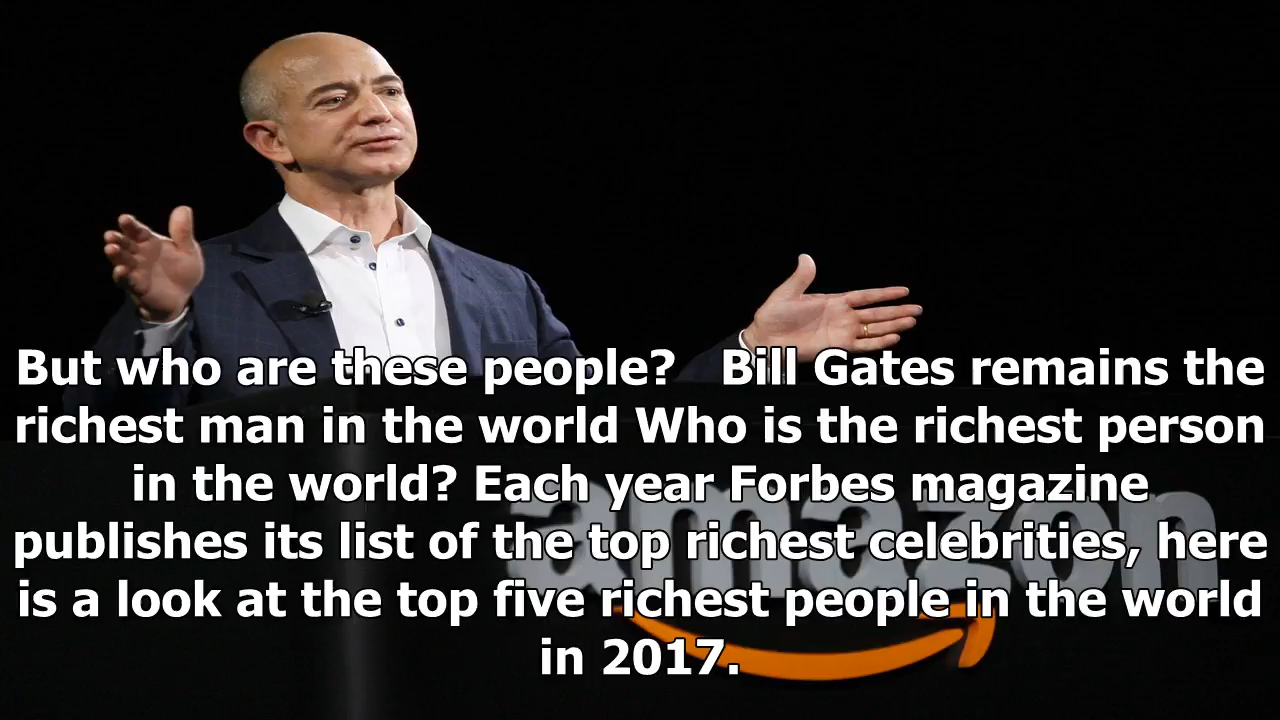 But who are these people?   Bill Gates remains the
richest man in the world Who is the richest person
in the world? Each year Forbes magazine
publishes its list of the top richest celebrities, here
is a look at the top five richest people in the world
in 2017.
amazon